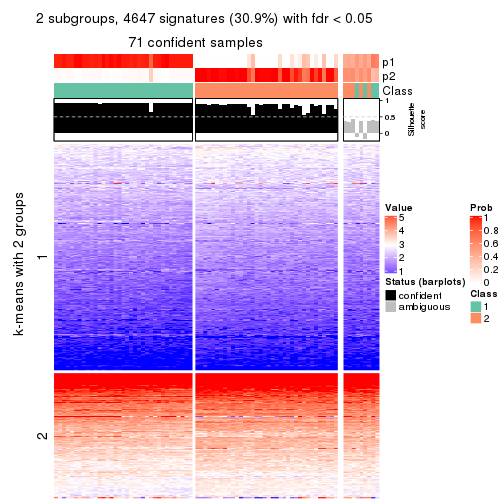 2 subgroups, 4647 signatures (30.9%) with fdr < 0.05
71 confident samples
p1
p2
Class
1
0.5
0
Silhouette
score
k-means with 2 groups
1
2
Value
5
4
3
2
1
Status (barplots)
confident
ambiguous
Prob
1
0.8
0.6
0.4
0.2
0
Class
1
2